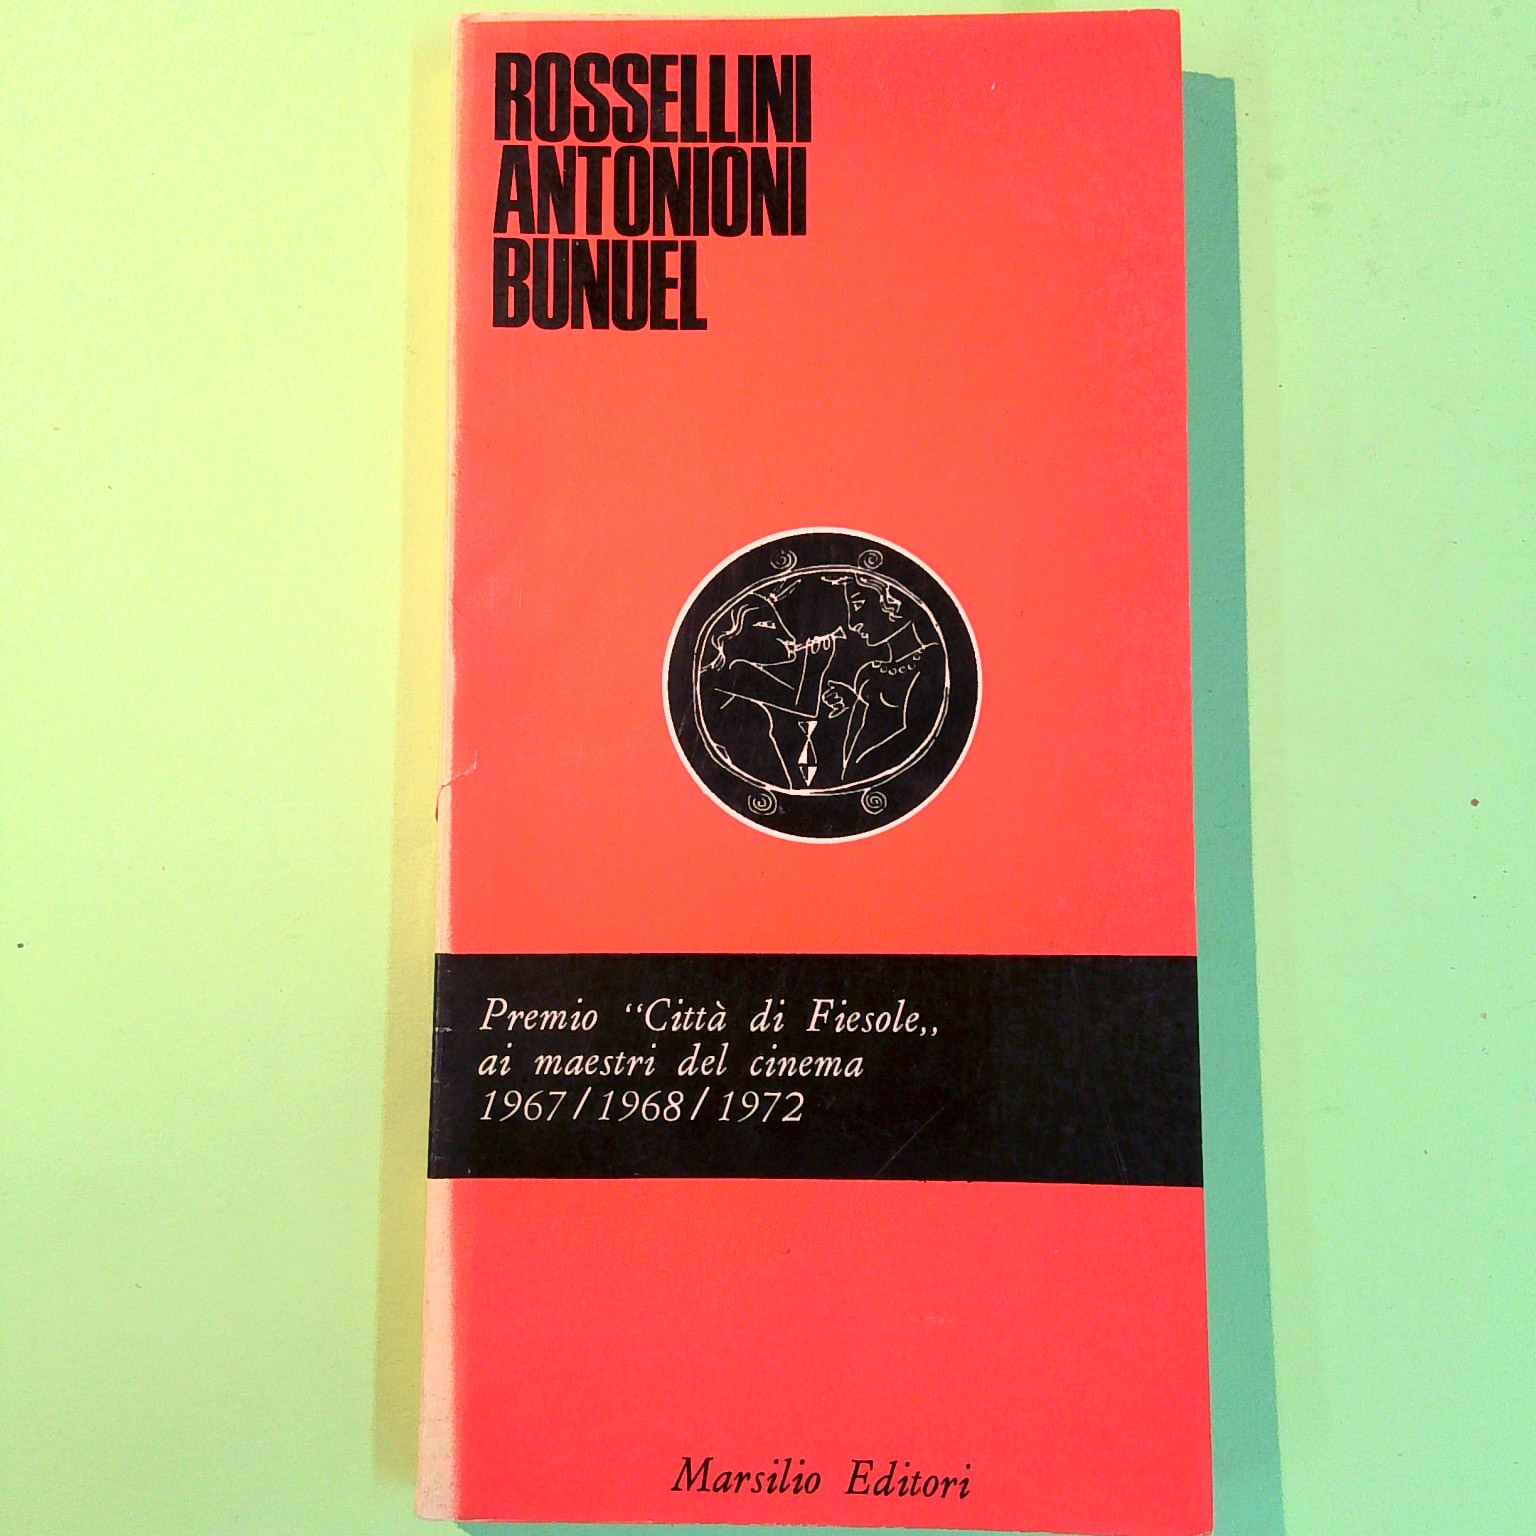 ROSSELLINI
ANTONIONI
BUNUEL
Premio “Città di Fiesole,,
ai maestri del cinema
1967/1968/1972
Marsilio Editori